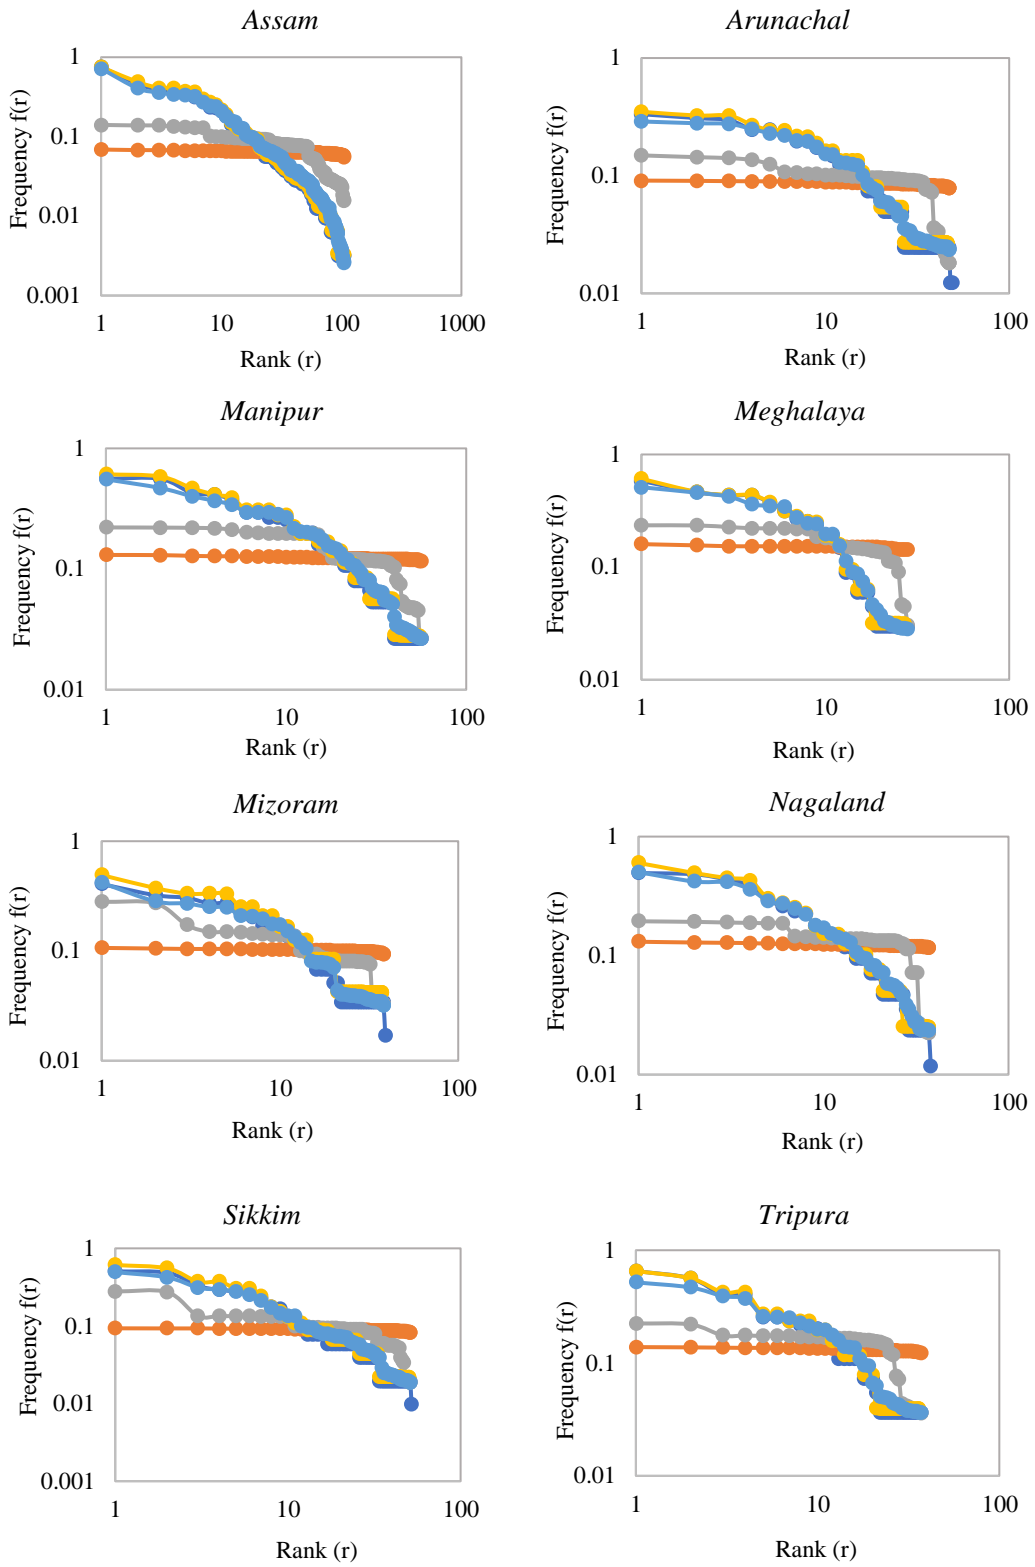 Assam
Frequency f(r)
1
0.1
0.01
0.001
1 10 100 1000
Rank (r)
Arunachal
Frequency f(r)
1
0.1
0.01
1 10 100
Rank (r)
Manipur
Frequency f(r)
1
0.1
0.01
1 10 100
Rank (r)
Meghalaya
Frequency f(r)
1
0.1
0.01
1 10 100
Rank (r)
Mizoram
Frequency f(r)
1
0.1
0.01
1 10 100
Rank (r)
Nagaland
Frequency f(r)
1
0.1
0.01
1 10 100
Rank (r)
Sikkim
Frequency f(r)
1
0.1
0.01
0.001
1 10 100
Rank (r)
Tripura
Frequency f(r)
1
0.1
0.01
1 10 100
Rank (r)